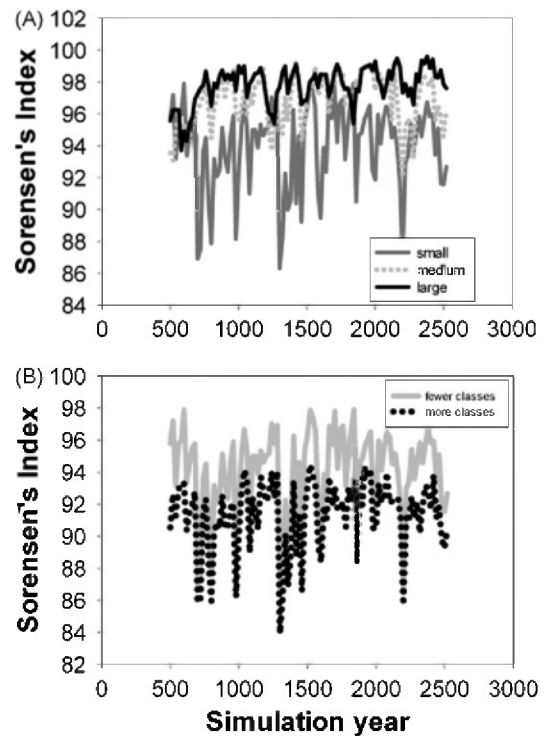 (A)
Sorensen's Index
102
100
98
96
94
92
90
88
86
84
small
medium
large
0 500 1000 1500 2000 2500 3000
(B)
Sorensen's Index
100
98
96
94
92
90
88
86
84
82
fewer classes
more classes
0 500 1000 1500 2000 2500 3000
Simulation year